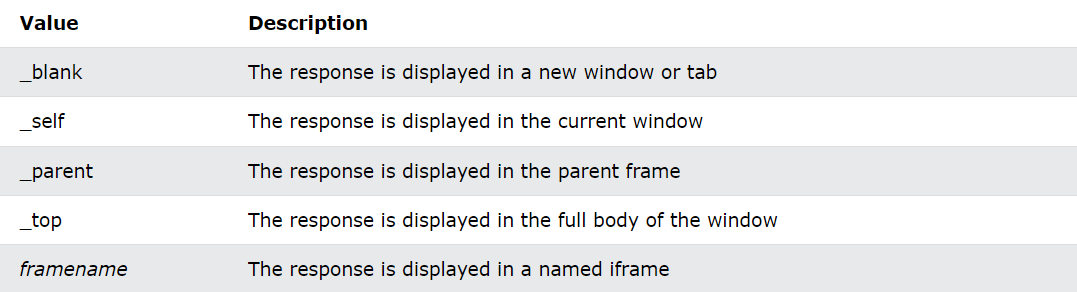 Value Description
_blank The response is displayed in a new window or tab
_self The response is displayed in the current window
_parent The response is displayed in the parent frame
_top The response is displayed in the full body of the window
framename The response is displayed in a named iframe